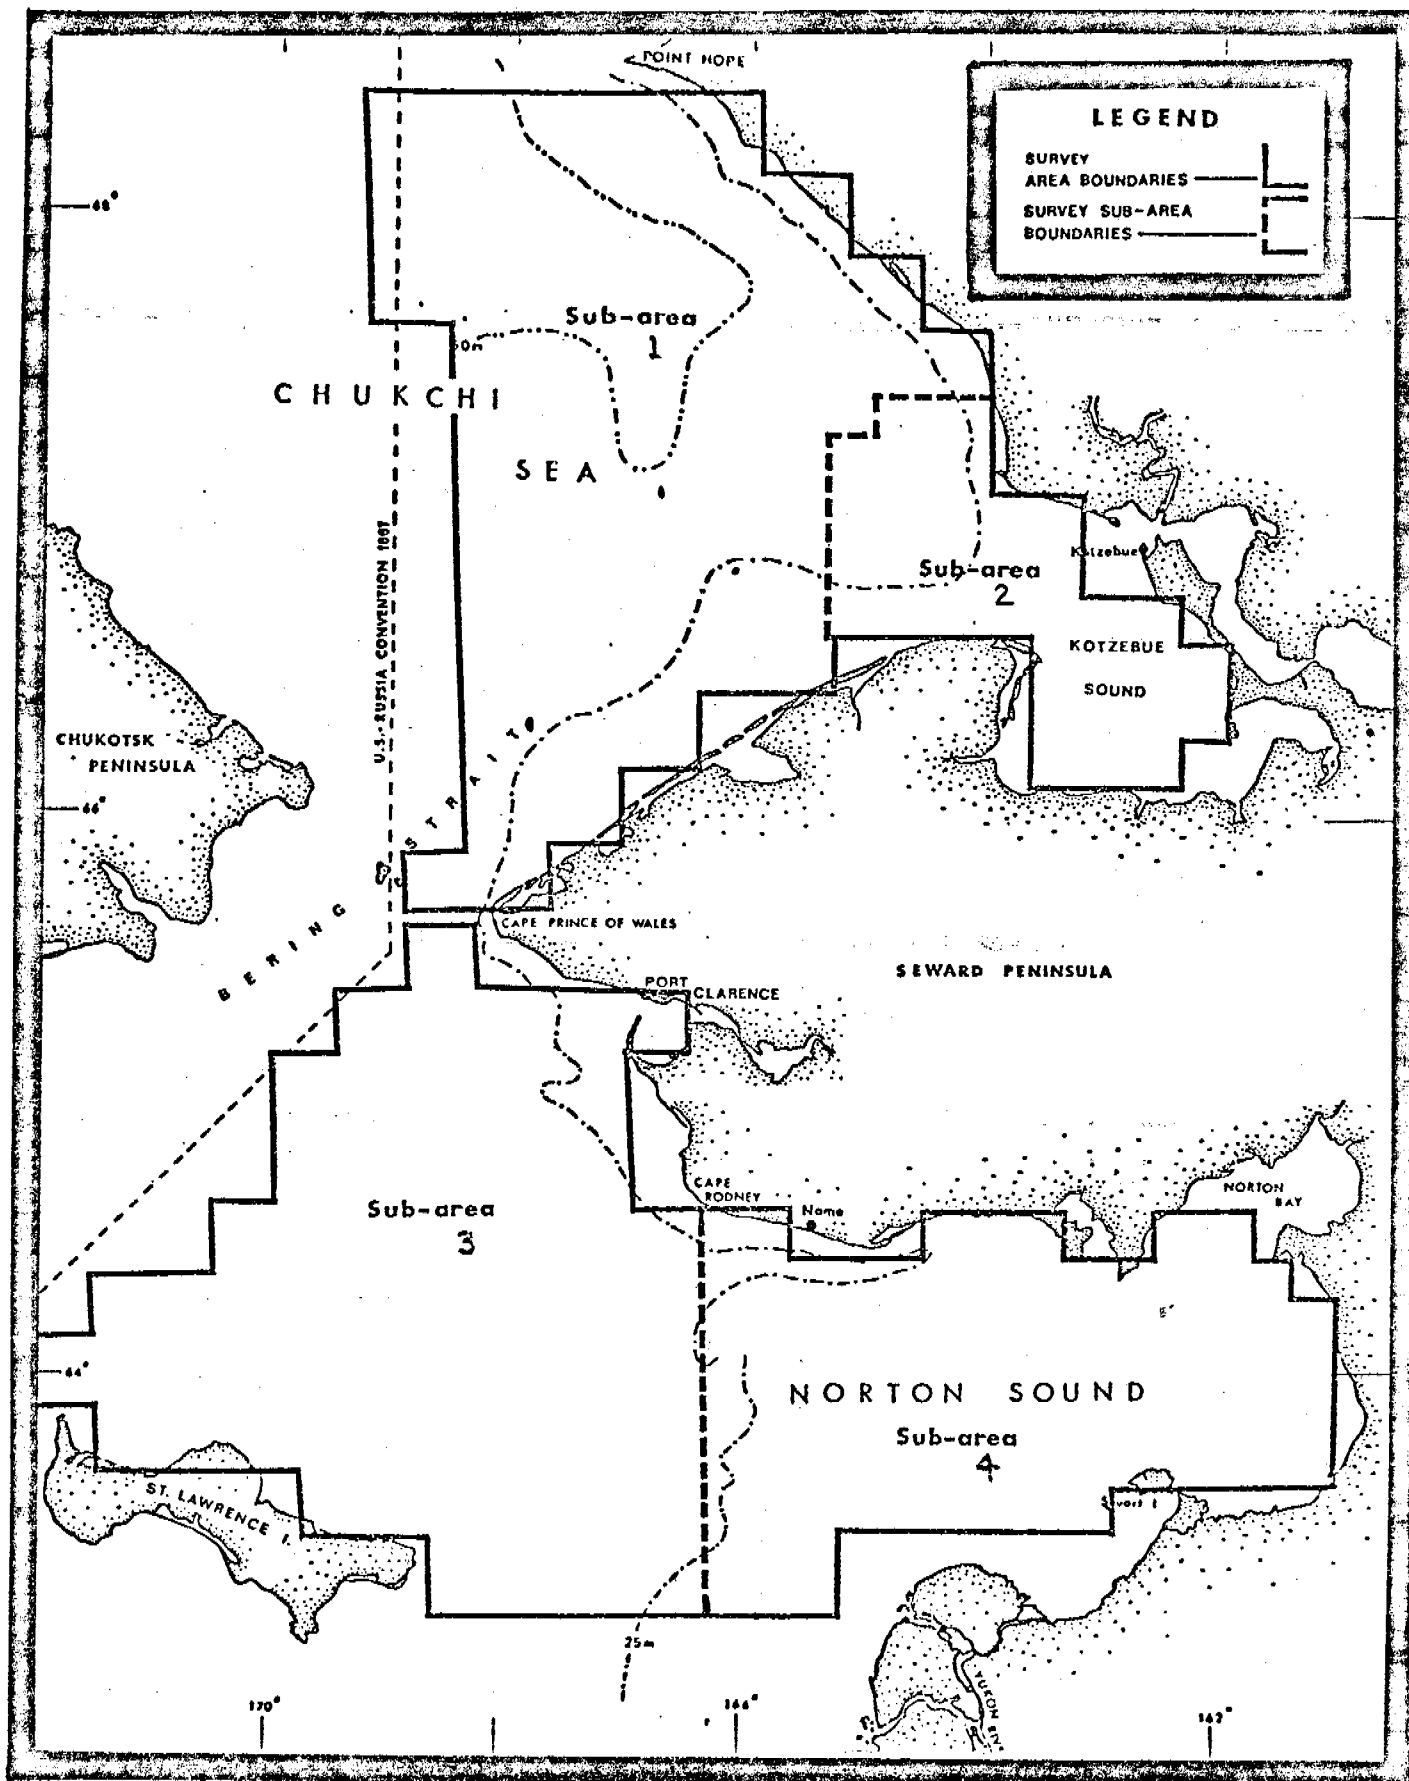 POINT HOPE
LEGEND
SURVEY
AREA BOUNDARIES
SURVEY SUB-AREA
BOUNDARIES
68°
Sub-area
1
CHUKCHI
SEA
U.S.-RUSSIA CONVENTION 1867
Kotzebue
Sub-area
2
KOTZEBUE
SOUND
CHUKOTSK
PENINSULA
66°
BERING STRAIT
CAPE PRINCE OF WALES
SEWARD PENINSULA
PORT
CLARENCE
CAPE
RODNEY
Nome
NORTON
BAY
Sub-area
3
64°
NORTON SOUND
Sub-area
4
ST. LAWRENCE I.
25m
YUKON RIV
170°
166°
162°